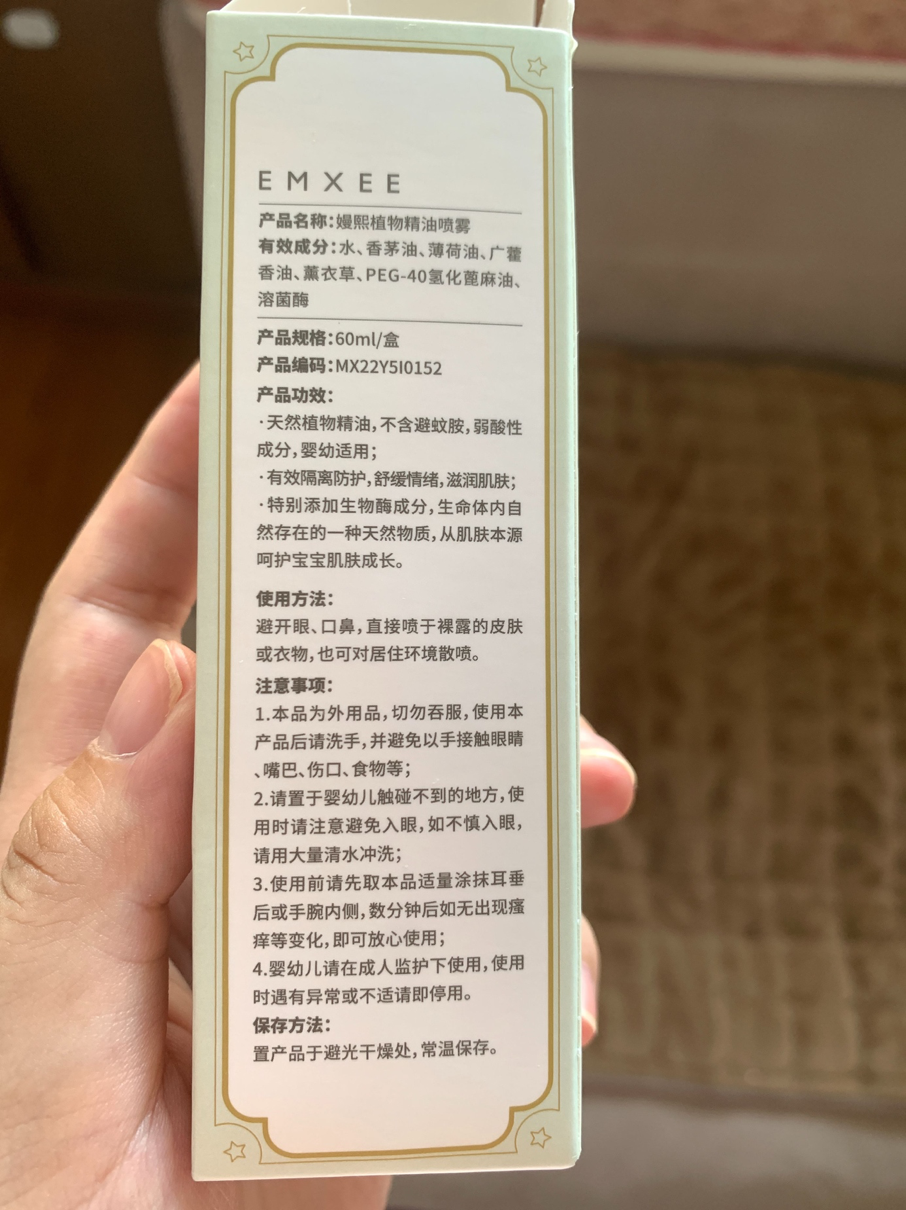 EMXEE
产品名称：嫚熙植物精油喷雾
有效成分：水、香茅油、薄荷油、广藿
香油、薰衣草、PEG-40氢化蓖麻油、
溶菌酶
产品规格：60ml/盒
产品编码：MX22Y5I0152
产品功效：
·天然植物精油，不含避蚊胺，弱酸性
成分，婴幼适用；
·有效隔离防护，舒缓情绪，滋润肌肤；
·特别添加生物酶成分，生命体内自
然存在的一种天然物质，从肌肤本源
呵护宝宝肌肤成长。
使用方法：
避开眼、口鼻，直接喷于裸露的皮肤
或衣物，也可对居住环境散喷。
注意事项：
1.本品为外用品，切勿吞服，使用本
产品后请洗手，并避免以手接触眼睛
、嘴巴、伤口、食物等；
2.请置于婴幼儿触碰不到的地方，使
用时请注意避免入眼，如不慎入眼，
请用大量清水冲洗；
3.使用前请先取本品适量涂抹耳垂
后或手腕内侧，数分钟后如无出现瘙
痒等变化，即可放心使用；
4.婴幼儿请在成人监护下使用，使用
时遇有异常或不适请即停用。
保存方法：
置产品于避光干燥处，常温保存。